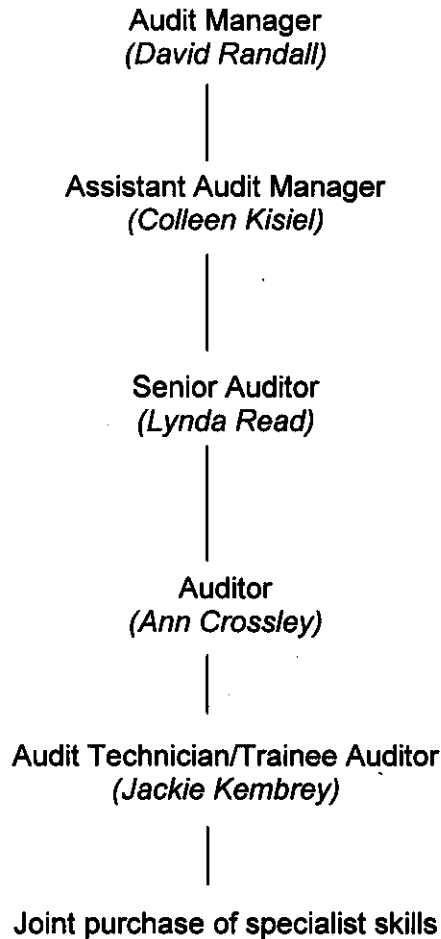 Audit Manager
(David Randall)
Assistant Audit Manager
(Colleen Kisiel)
Senior Auditor
(Lynda Read)
Auditor
(Ann Crossley)
Audit Technician/Trainee Auditor
(Jackie Kembrey)
Joint purchase of specialist skills